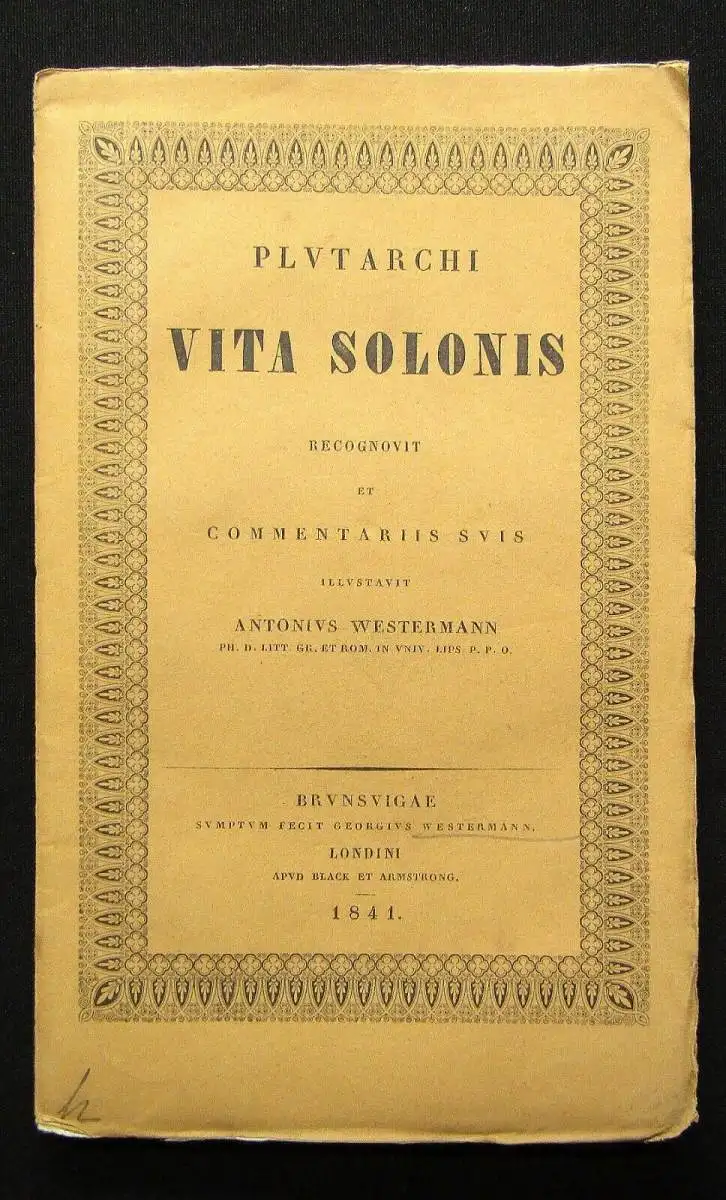 PLVTARCHI
VITA SOLONIS
RECOGNOVIT
ET
COMMENTARIIS SVIS
ILLVSTAVIT
ANTONIVS WESTERMANN
PH. D. LITT. GR. ET ROM. IN VNIV. LIPS. P. P. O.
BRVNSVIGAE
SVMPTVM FECIT GEORGIVS WESTERMANN.
LONDINI
APVD BLACK ET ARMSTRONG.
1841.